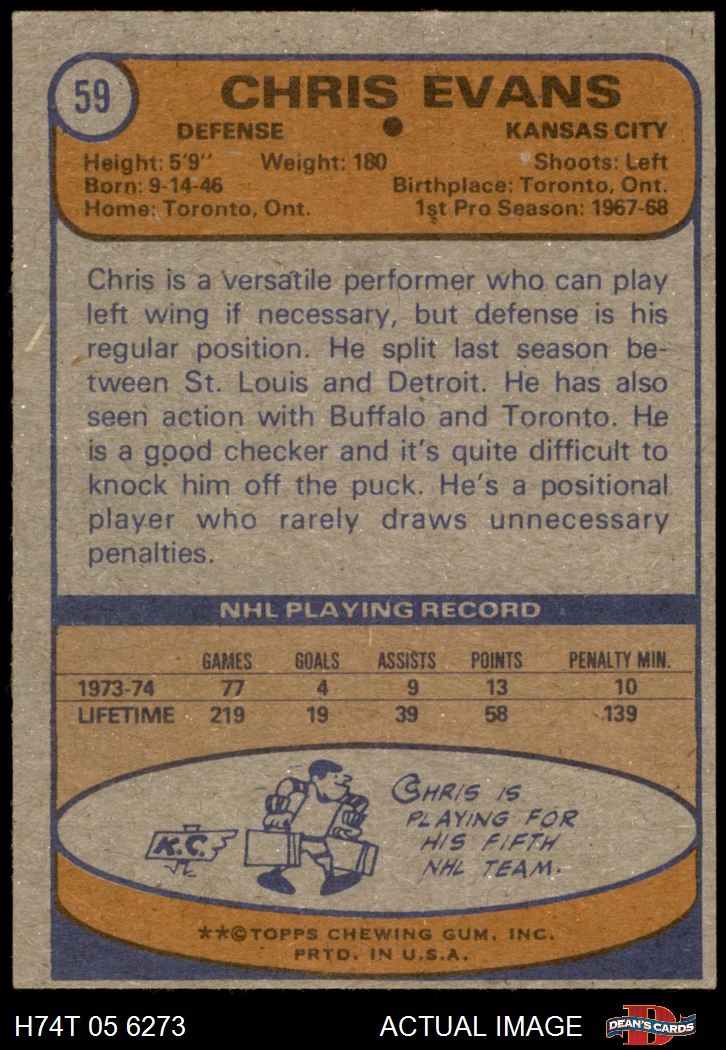 59
CHRIS EVANS
DEFENSE • KANSAS CITY
Height: 5'9" Weight: 180 Shoots: Left
Born: 9-14-46 Birthplace: Toronto, Ont.
Home: Toronto, Ont. 1st Pro Season: 1967-68
Chris is a versatile performer who can play
left wing if necessary, but defense is his
regular position. He split last season be-
tween St. Louis and Detroit. He has also
seen action with Buffalo and Toronto. He
is a good checker and it's quite difficult to
knock him off the puck. He's a positional
player who rarely draws unnecessary
penalties.
NHL PLAYING RECORD
GAMES GOALS ASSISTS POINTS PENALTY MIN.
1973-74 77 4 9 13 10
LIFETIME 219 19 39 58 139
K.C.
CHRIS IS
PLAYING FOR
HIS FIFTH
NHL TEAM.
**©TOPPS CHEWING GUM, INC.
PRTD. IN U.S.A.
H74T 05 6273 ACTUAL IMAGE
D
DEAN'S CARDS